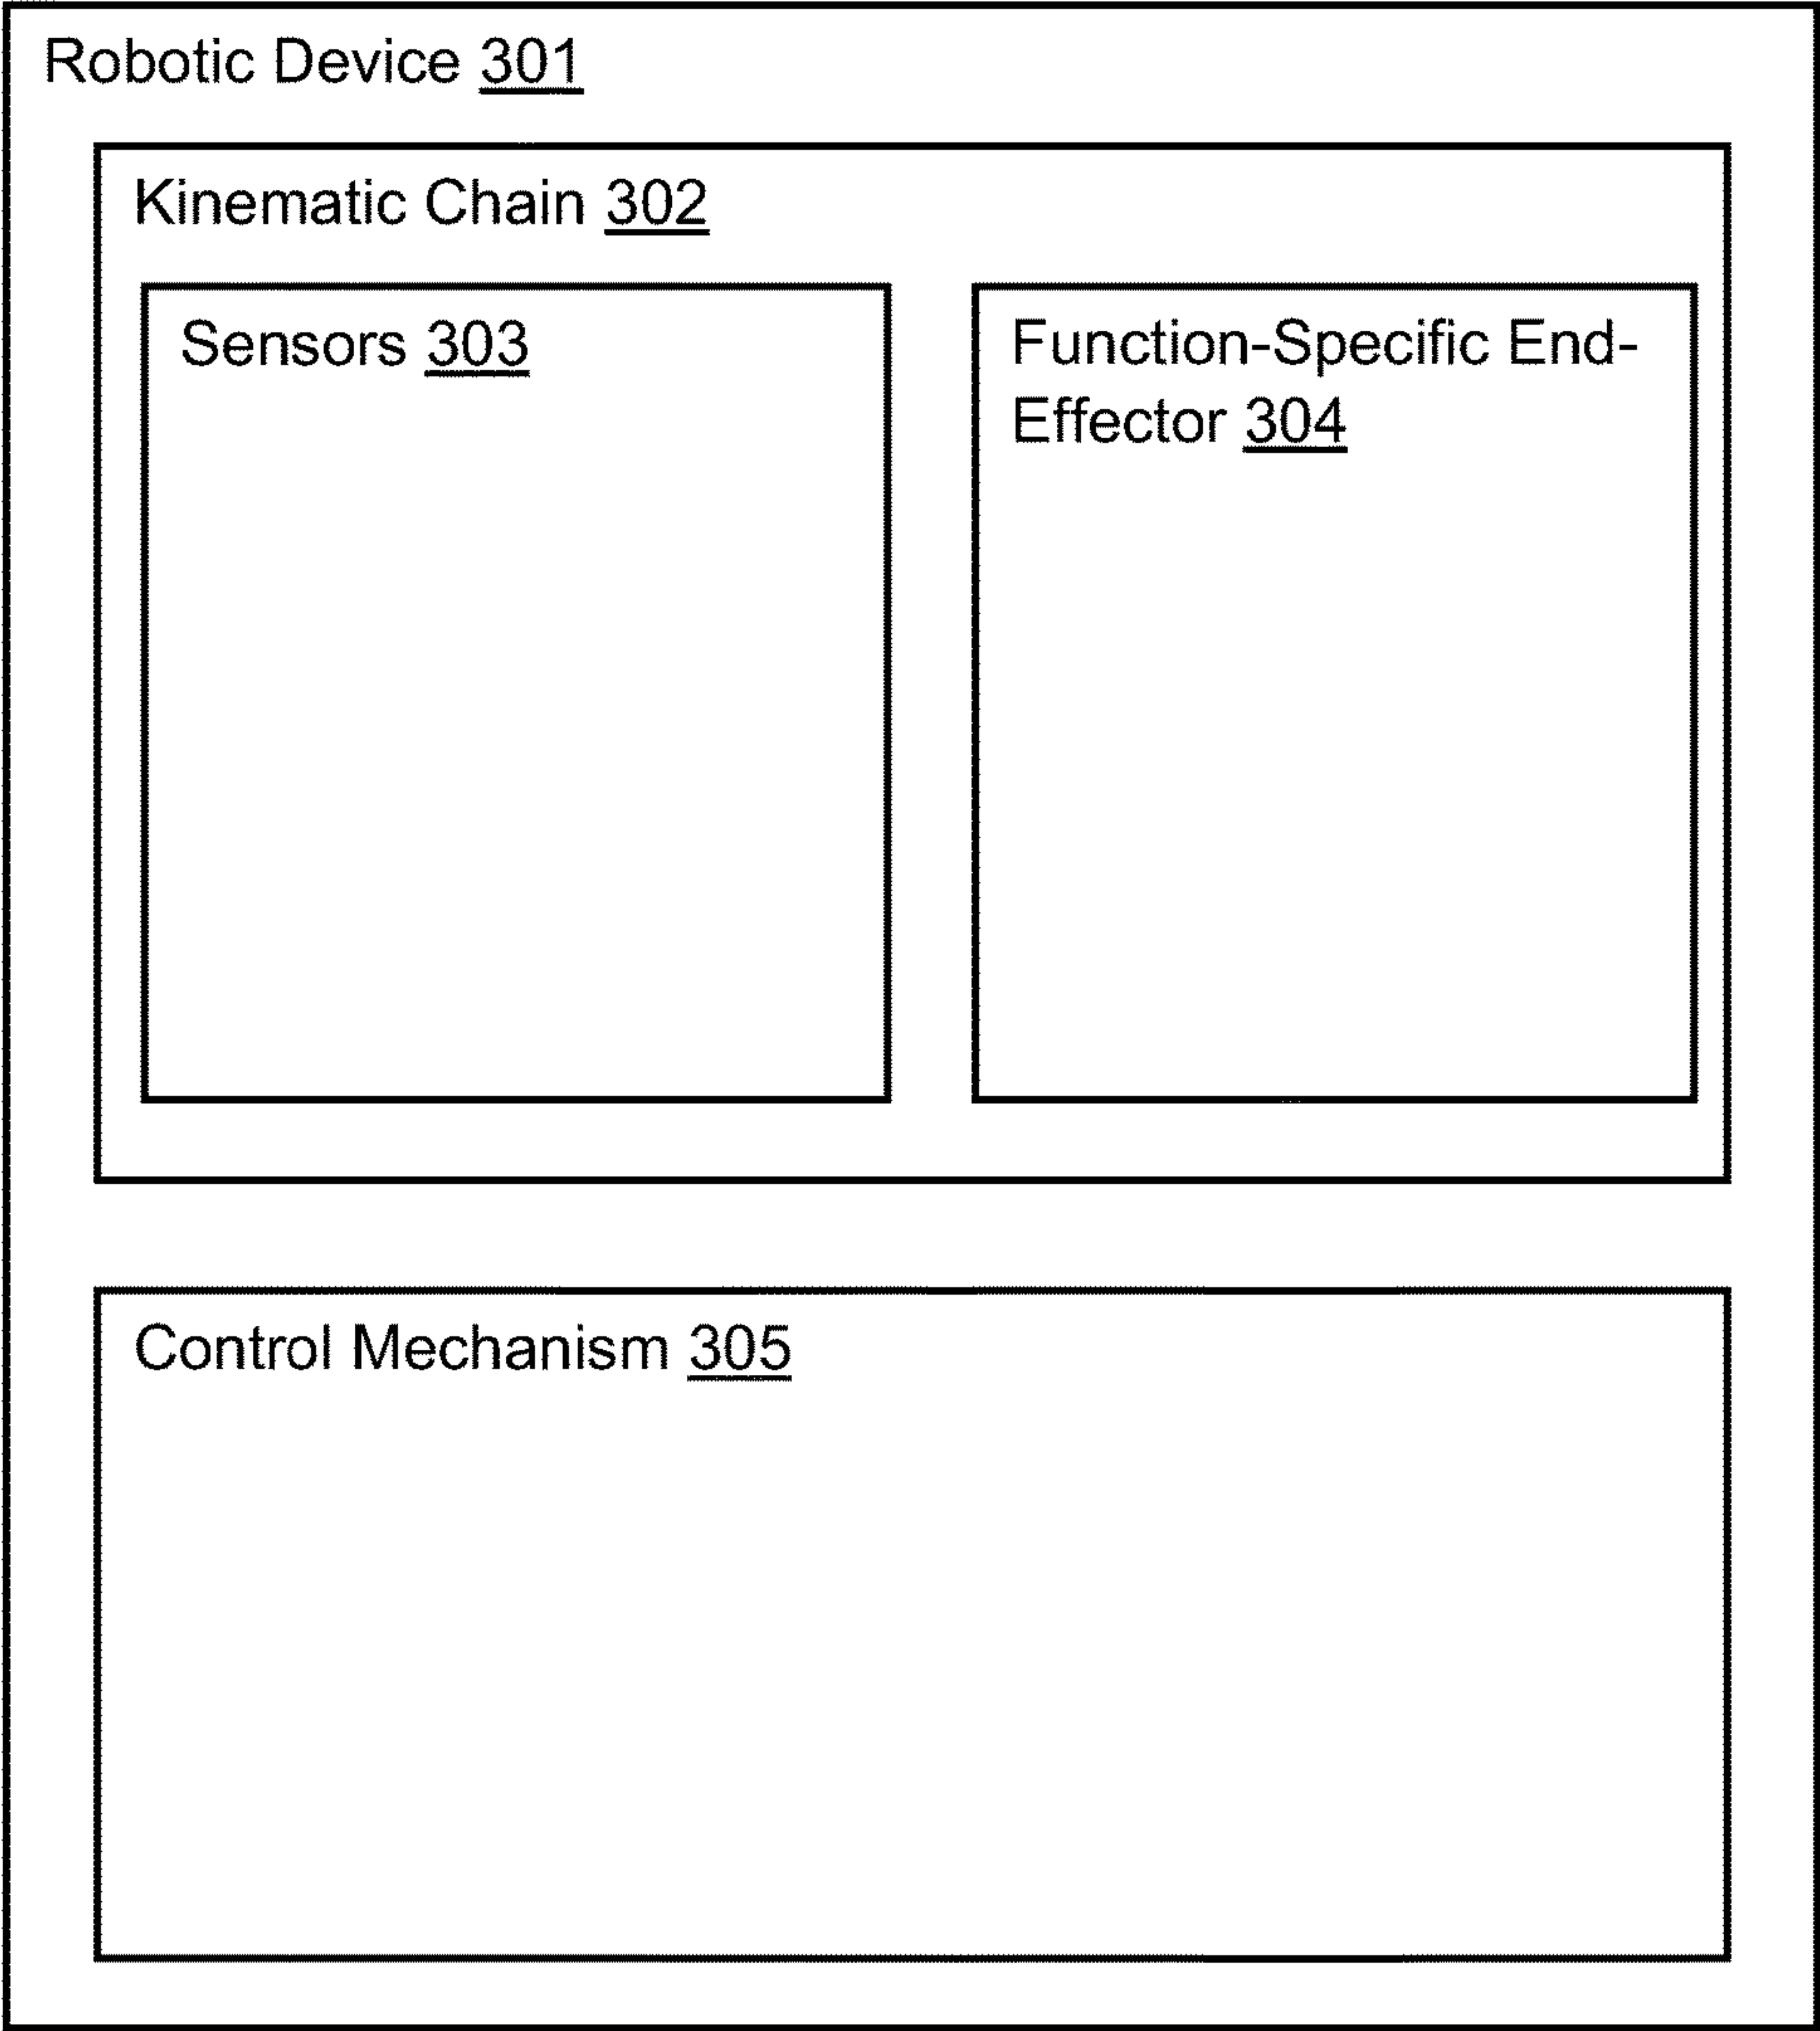 Robotic Device 301
Kinematic Chain 302
Sensors 303
Function-Specific End-
Effector 304
Control Mechanism 305